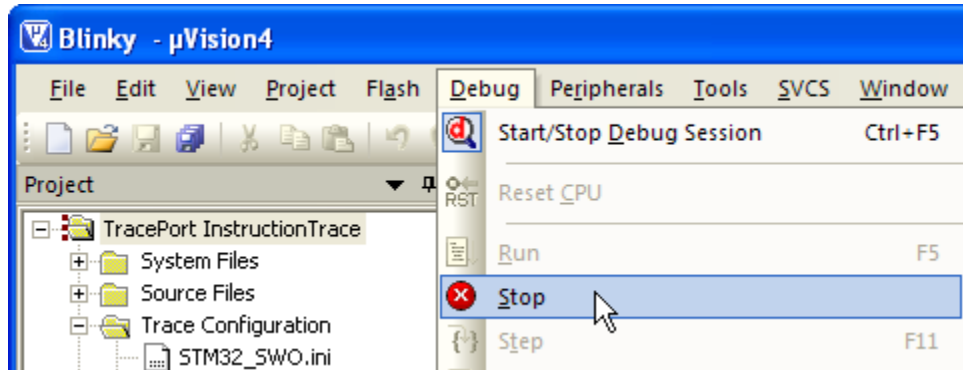 Blinky - µVision4
File Edit View Project Flash Debug Peripherals Tools SVCS Window
Start/Stop Debug Session Ctrl+F5
Project
RST Reset CPU
TracePort InstructionTrace
System Files
Run F5
Source Files
Stop
Trace Configuration
STM32_SWO.ini
Step F11